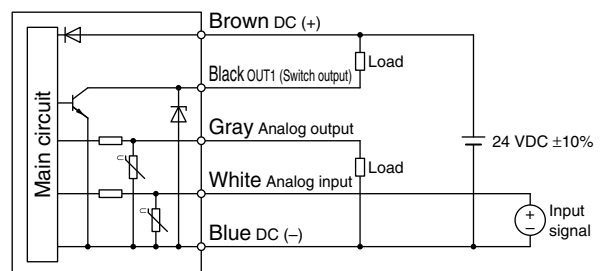 Main circuit
Brown DC (+)
Load
Black OUT1 (Switch output)
Gray Analog output
24 VDC ±10%
Load
White Analog input
+
−
Input
signal
Blue DC (−)
U
U